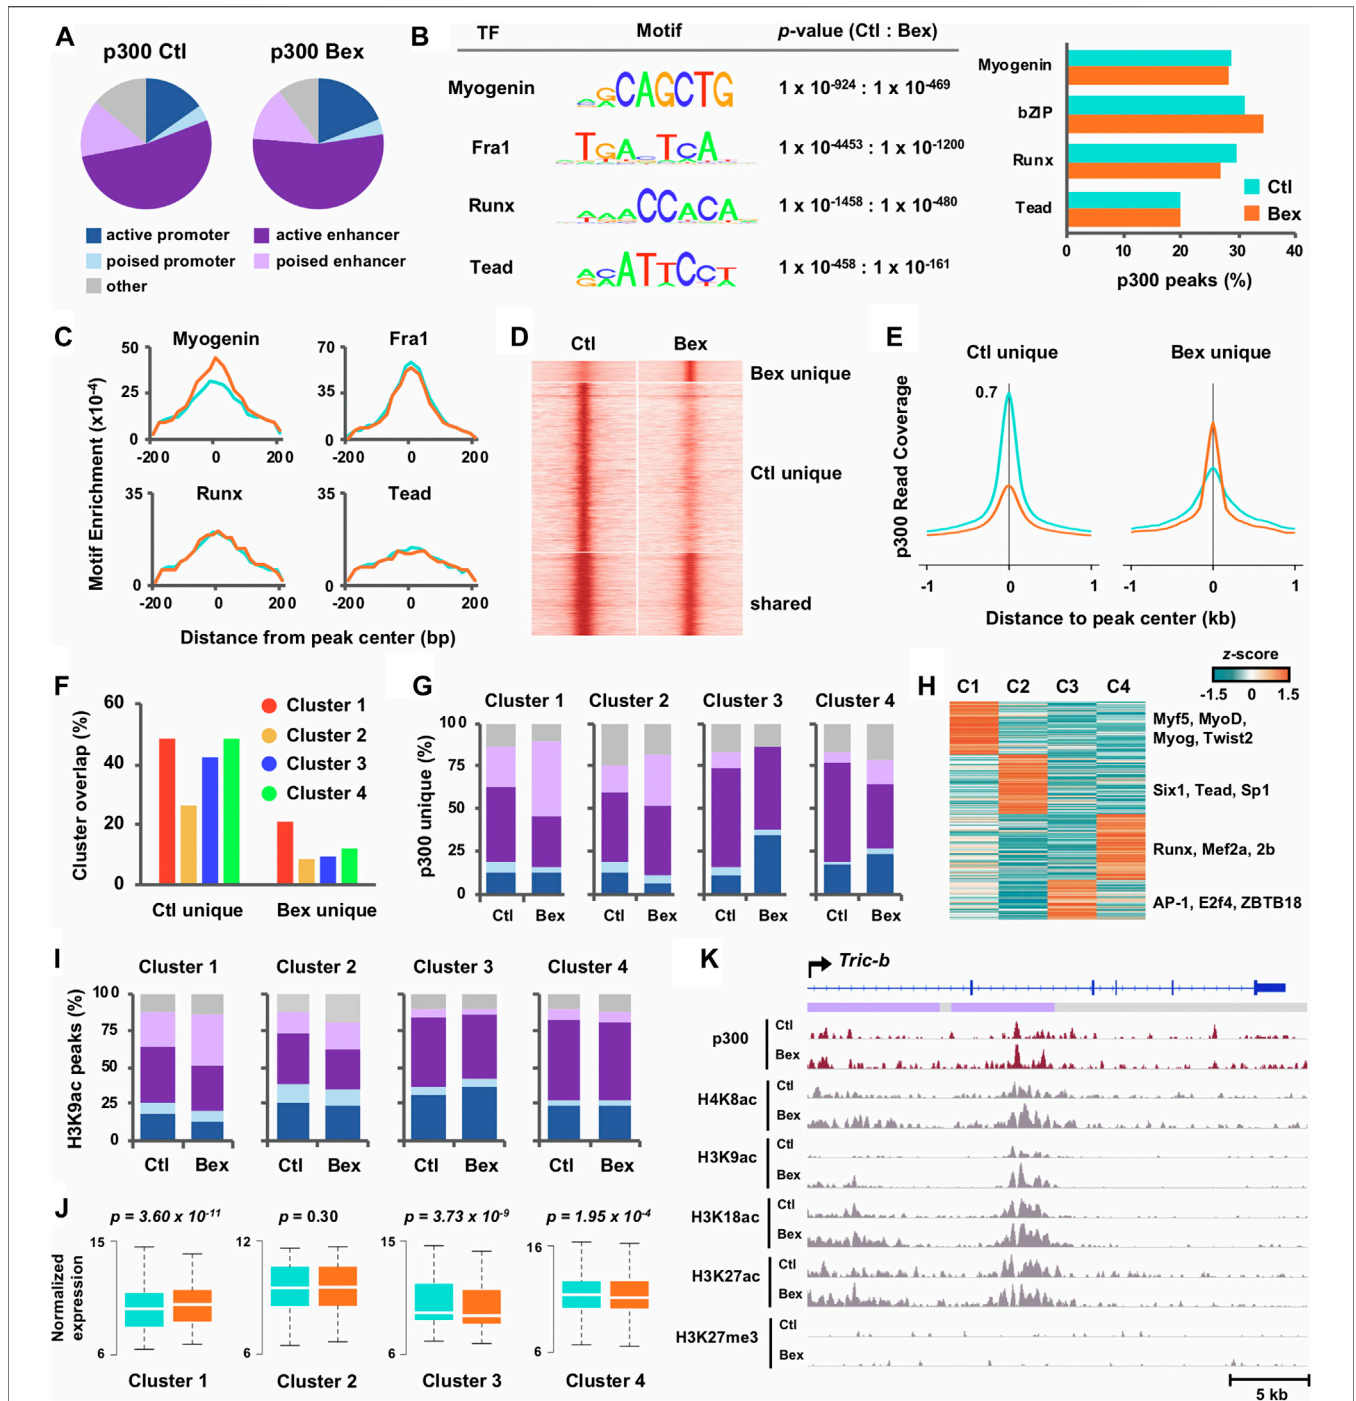 A
p300 Ctl
p300 Bex
active promoter
active enhancer
poised promoter
poised enhancer
other
B
TF
Motif
p-value (Ctl : Bex)
Myogenin
CAGCTG
1 x 10-924 : 1 x 10-469
Fra1
TGA TCA
1 x 10-4453 : 1 x 10-1200
Runx
AAACCACA
1 x 10-1458 : 1 x 10-480
Tead
ATTCCT
1 x 10-458 : 1 x 10-161
Myogenin
bZIP
Runx
Tead
Ctl
Bex
0 10 20 30 40
p300 peaks (%)
C
Motif Enrichment (x10-4)
Myogenin
50
25
0
-200 0 200
Fra1
70
35
0
-200 0 200
Runx
35
0
-200 0 200
Tead
35
0
-200 0 200
Distance from peak center (bp)
D
Ctl
Bex
Bex unique
Ctl unique
shared
E
Ctl unique
Bex unique
p300 Read Coverage
0.7
-1 0 1
-1 0 1
Distance to peak center (kb)
F
Cluster overlap (%)
60
40
20
0
Cluster 1
Cluster 2
Cluster 3
Cluster 4
Ctl unique
Bex unique
G
p300 unique (%)
Cluster 1
Cluster 2
Cluster 3
Cluster 4
100
75
50
25
0
Ctl Bex
Ctl Bex
Ctl Bex
Ctl Bex
H
z-score
-1.5 0 1.5
C1 C2 C3 C4
Myf5, MyoD,
Myog, Twist2
Six1, Tead, Sp1
Runx, Mef2a, 2b
AP-1, E2f4, ZBTB18
I
H3K9ac peaks (%)
Cluster 1
Cluster 2
Cluster 3
Cluster 4
100
75
50
25
0
Ctl Bex
Ctl Bex
Ctl Bex
Ctl Bex
J
Normalized
expression
p = 3.60 x 10-11
p = 0.30
p = 3.73 x 10-9
p = 1.95 x 10-4
15
6
12
6
15
6
16
6
Cluster 1
Cluster 2
Cluster 3
Cluster 4
K
Tric-b
p300
Ctl
Bex
H4K8ac
Ctl
Bex
H3K9ac
Ctl
Bex
H3K18ac
Ctl
Bex
H3K27ac
Ctl
Bex
H3K27me3
Ctl
Bex
5 kb